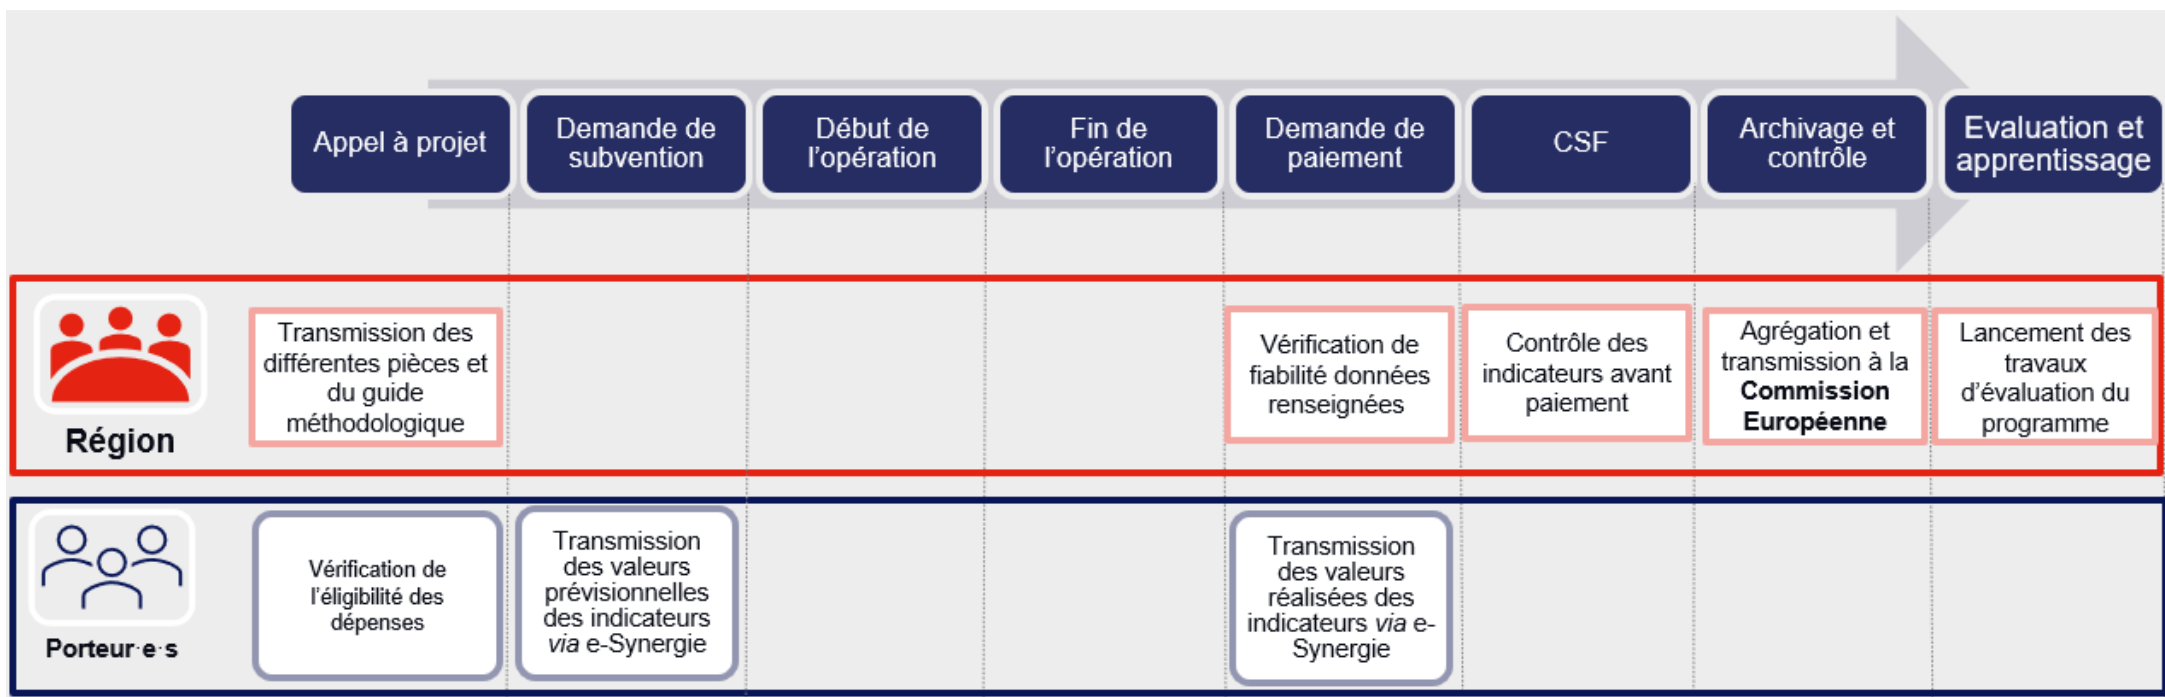 Appel à projet
Demande de
subvention
Début de
l'opération
Fin de
l'opération
Demande de
paiement
CSF
Archivage et
contrôle
Evaluation et
apprentissage
Région
Transmission des
différentes pièces et
du guide
méthodologique
Vérification de
fiabilité données
renseignées
Contrôle des
indicateurs avant
paiement
Agrégation et
transmission à la
Commission
Européenne
Lancement des
travaux
d'évaluation du
programme
Porteur·e·s
Vérification de
l'éligibilité des
dépenses
Transmission
des valeurs
prévisionnelles
des indicateurs
via e-Synergie
Transmission
des valeurs
réalisées des
indicateurs via e-
Synergie